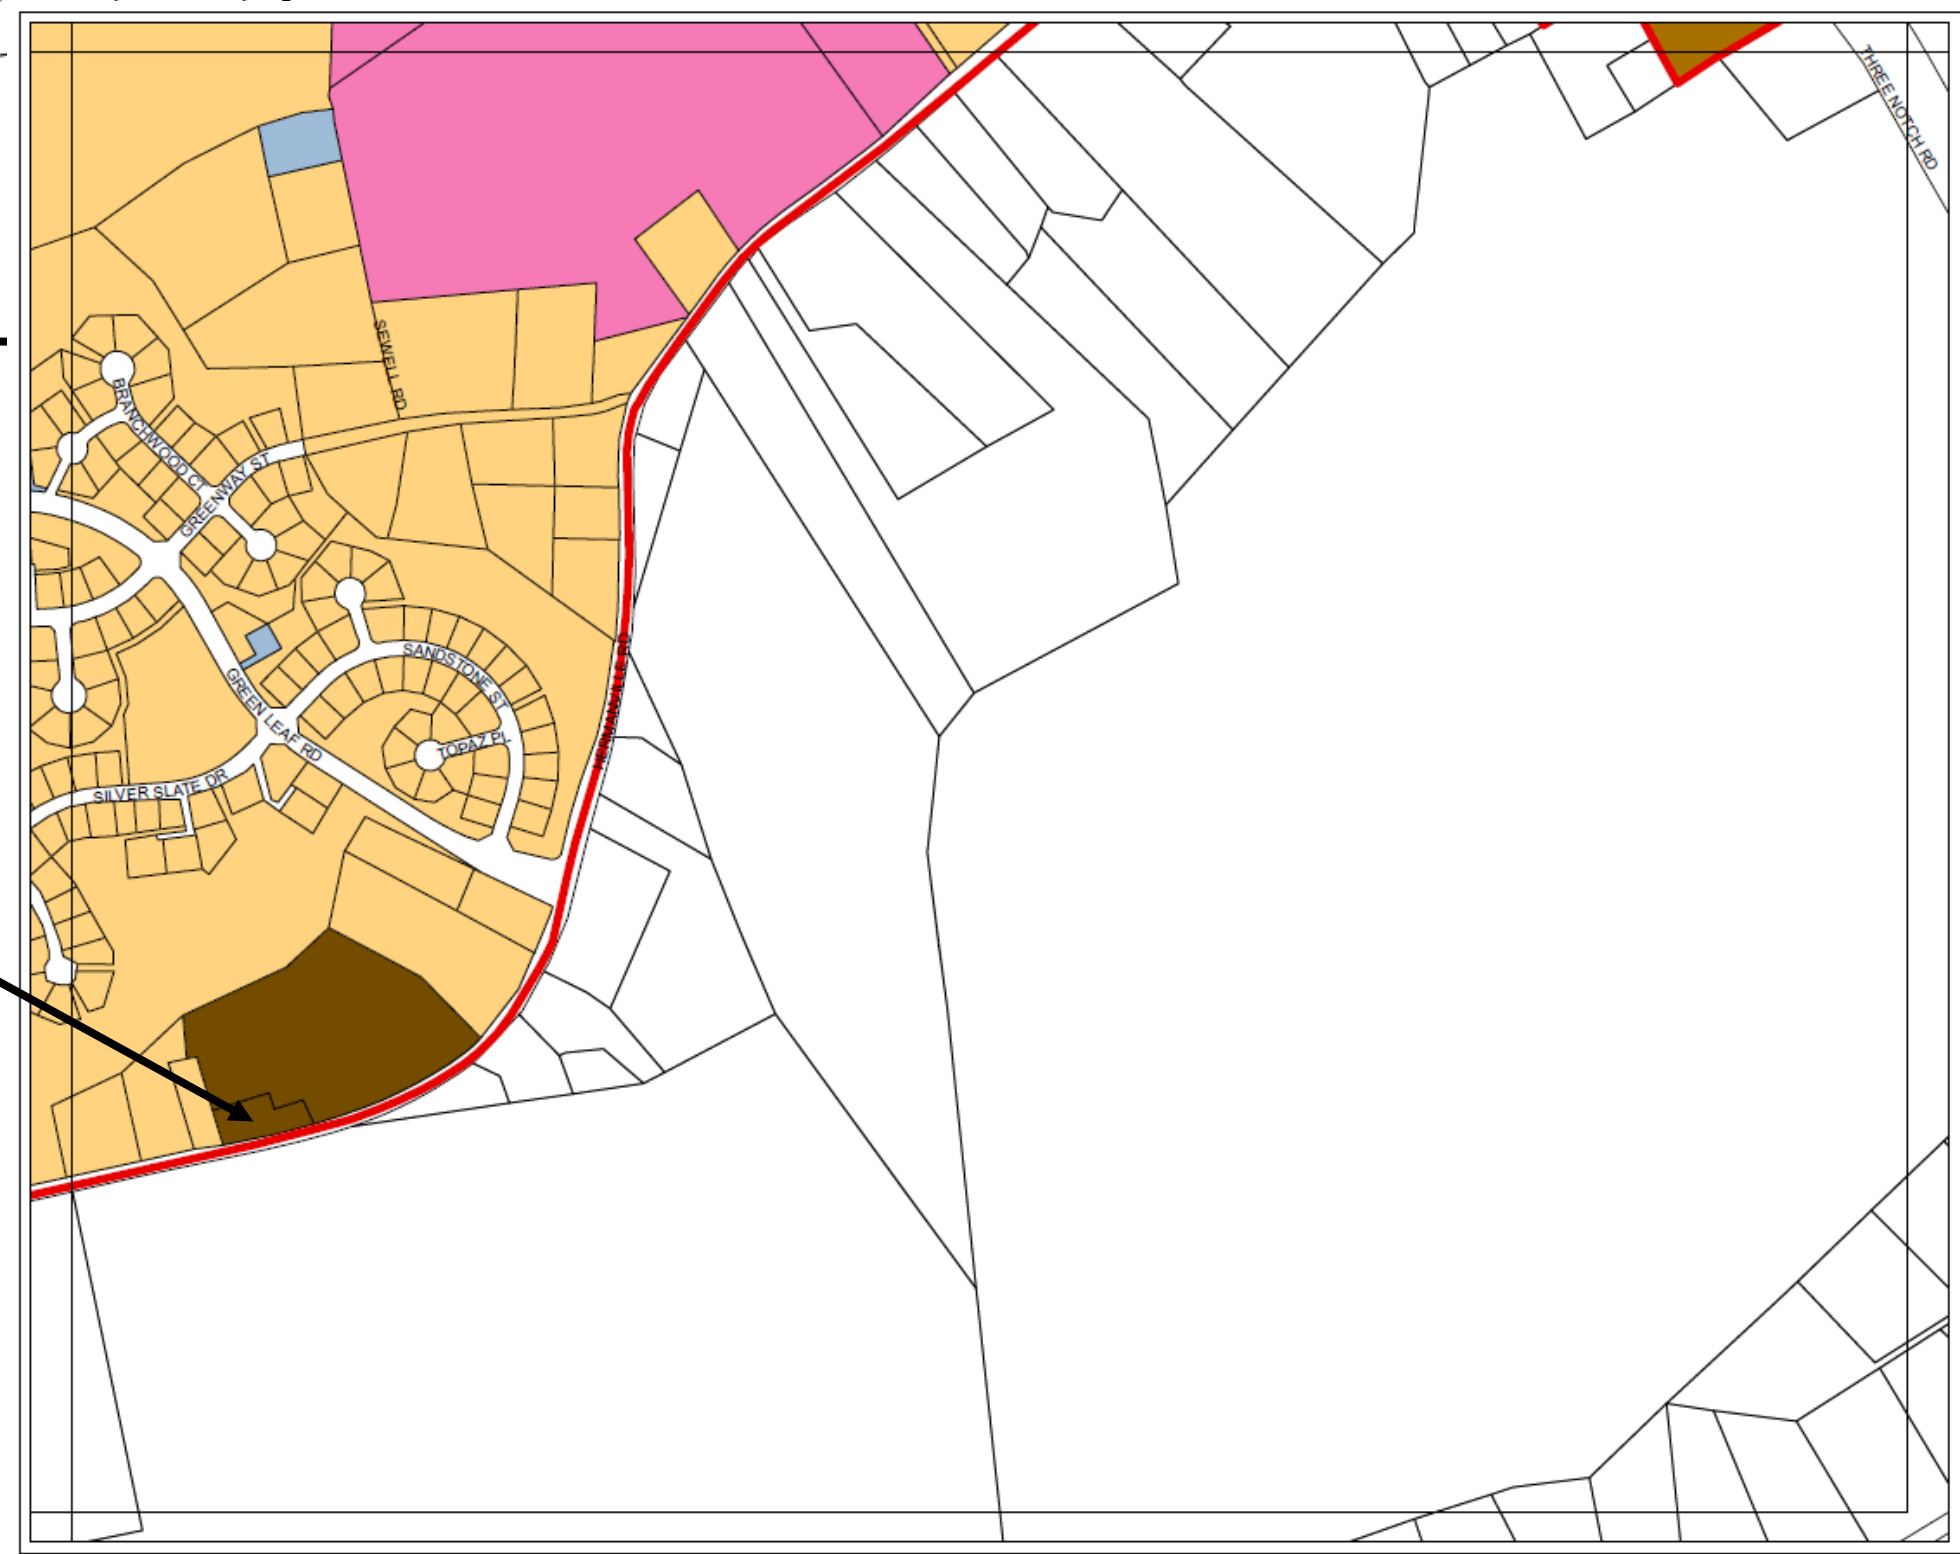 THREE NOTCH RD
SEWELL RD
BRANCHWOOD CT
GREENWAY ST
SANDSTONE ST
HERMANVILLE RD
GREEN LEAF RD
TOPAZ PL
SILVER SLATE DR